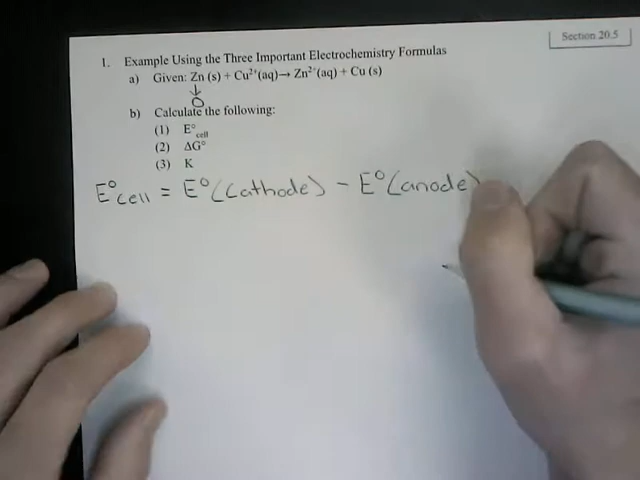 Section 20.5
1. Example Using the Three Important Electrochemistry Formulas
a) Given: Zn (s) + Cu²⁺(aq)→ Zn²⁺(aq) + Cu (s)
↓
0
b) Calculate the following:
(1) E°cell
(2) ΔG°
(3) K
E°cell = E°(cathode) - E°(anode)